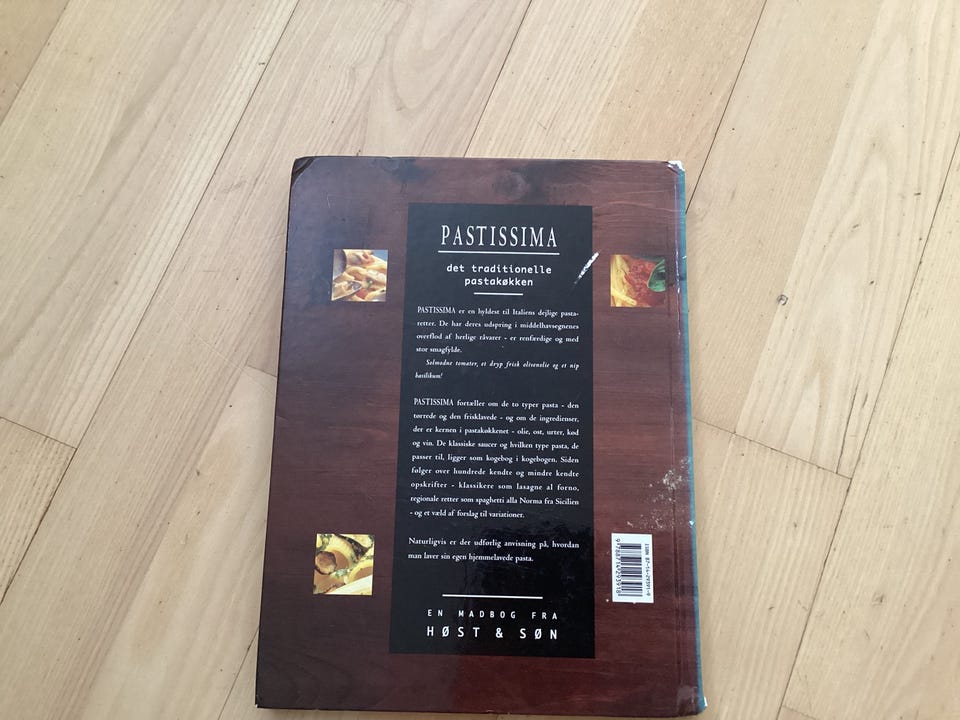 PASTISSIMA
det traditionelle
pastakøkken
PASTISSIMA er en hyldest til Italiens dejlige pasta-
retter. De har deres udspring i middelhavsegnenes
overflod af herlige råvarer - er renfærdige og med
stor smagfylde.
Solmodne tomater, et dryp frisk olivenolie og et nip
basilikum!
PASTISSIMA fortæller om de to typer pasta - den
tørrede og den frisklavede - og om de ingredienser,
der er kernen i pastakøkkenet - olie, ost, urter, kød
og vin. De klassiske saucer og hvilken type pasta, de
passer til, ligger som kogebog i kogebogen. Siden
følger over hundrede kendte og mindre kendte
opskrifter - klassikere som lasagne al forno,
regionale retter som spaghetti alla Norma fra Sicilien
- og et væld af forslag til variationer.
Naturligvis er der udførlig anvisning på, hvordan
man laver sin egen hjemmelavede pasta.
EN MADBOG FRA
HØST & SØN
ISBN 87-14-29391-9